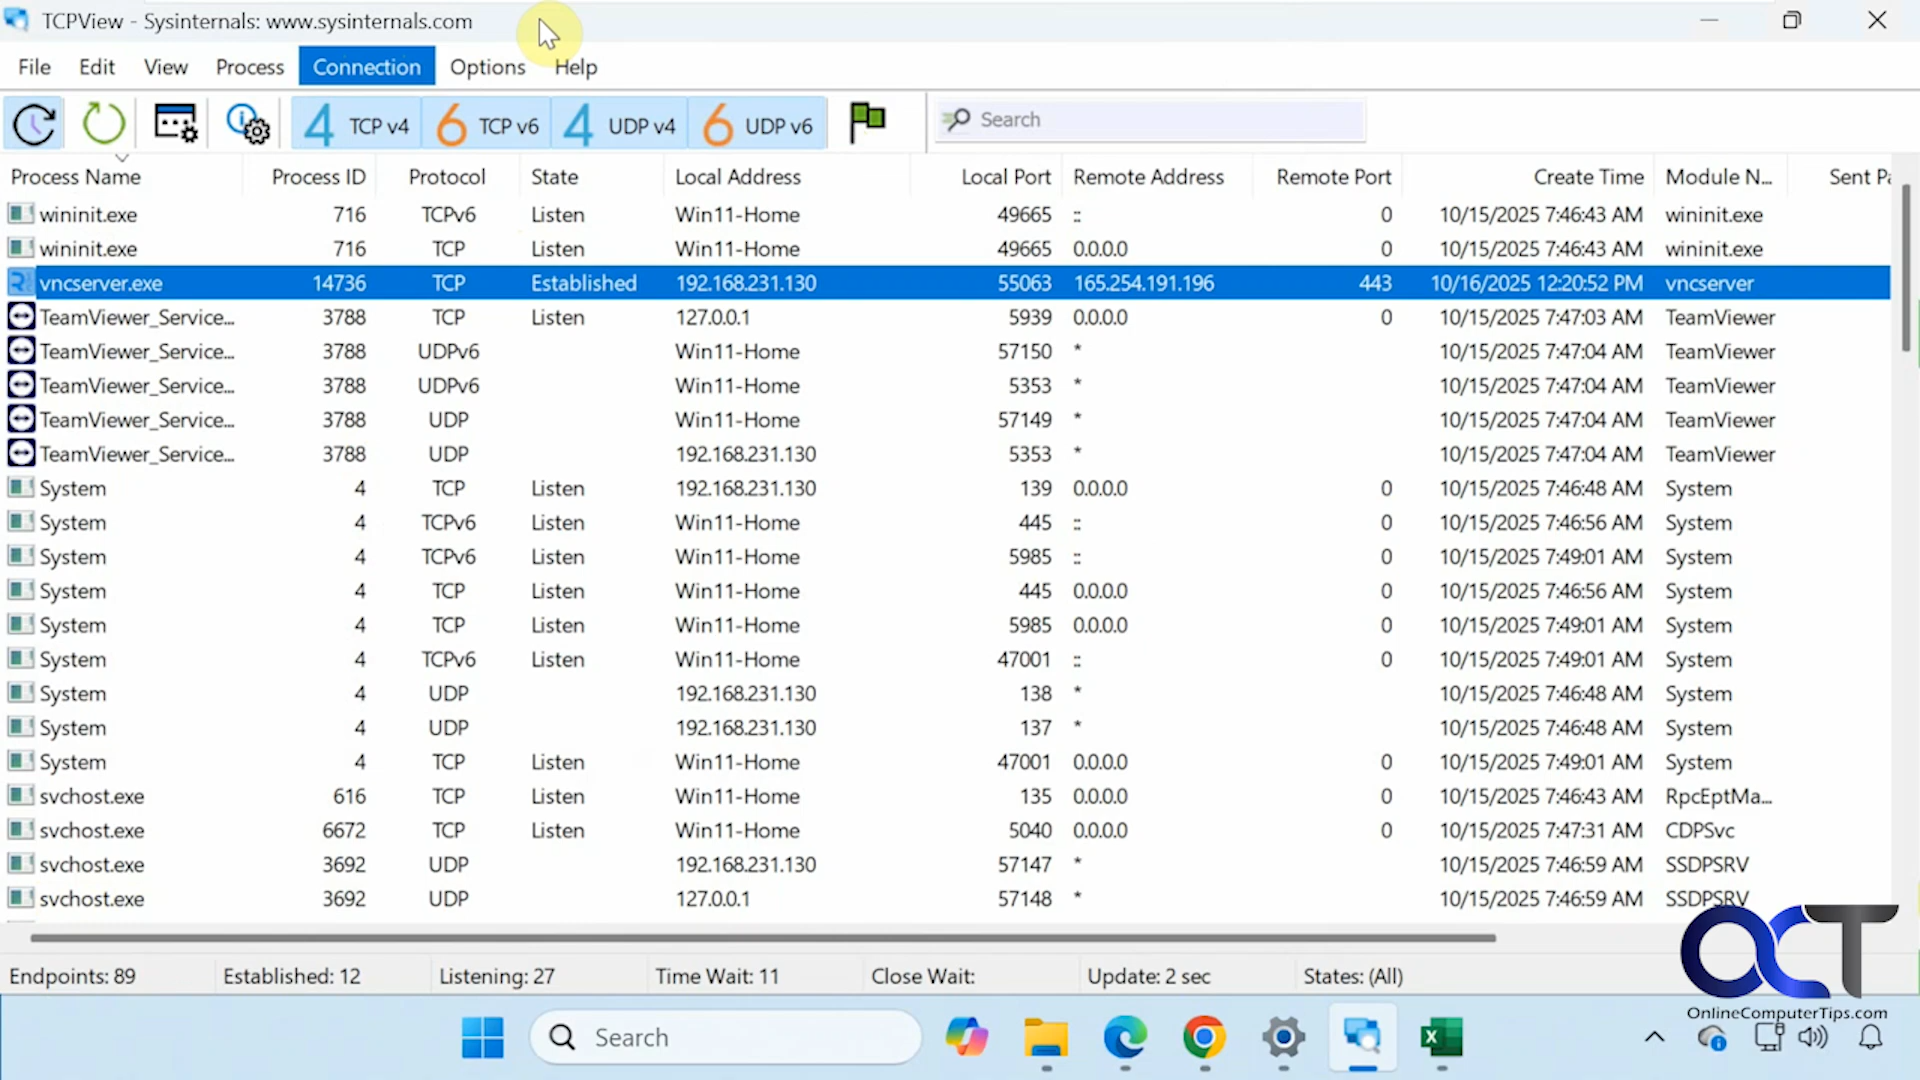 TCPView - Sysinternals: www.sysinternals.com
File Edit View Process Connection Options Help
4 TCP v4 6 TCP v6 4 UDP v4 6 UDP v6 Search
Process Name Process ID Protocol State Local Address Local Port Remote Address Remote Port Create Time Module N... Sent Pa
wininit.exe 716 TCPv6 Listen Win11-Home 49665 :: 0 10/15/2025 7:46:43 AM wininit.exe
wininit.exe 716 TCP Listen Win11-Home 49665 0.0.0.0 0 10/15/2025 7:46:43 AM wininit.exe
vncserver.exe 14736 TCP Established 192.168.231.130 55063 165.254.191.196 443 10/16/2025 12:20:52 PM vncserver
TeamViewer_Service... 3788 TCP Listen 127.0.0.1 5939 0.0.0.0 0 10/15/2025 7:47:03 AM TeamViewer
TeamViewer_Service... 3788 UDPv6 Win11-Home 57150 * 10/15/2025 7:47:04 AM TeamViewer
TeamViewer_Service... 3788 UDPv6 Win11-Home 5353 * 10/15/2025 7:47:04 AM TeamViewer
TeamViewer_Service... 3788 UDP Win11-Home 57149 * 10/15/2025 7:47:04 AM TeamViewer
TeamViewer_Service... 3788 UDP 192.168.231.130 5353 * 10/15/2025 7:47:04 AM TeamViewer
System 4 TCP Listen 192.168.231.130 139 0.0.0.0 0 10/15/2025 7:46:48 AM System
System 4 TCPv6 Listen Win11-Home 445 :: 0 10/15/2025 7:46:56 AM System
System 4 TCPv6 Listen Win11-Home 5985 :: 0 10/15/2025 7:49:01 AM System
System 4 TCP Listen Win11-Home 445 0.0.0.0 0 10/15/2025 7:46:56 AM System
System 4 TCP Listen Win11-Home 5985 0.0.0.0 0 10/15/2025 7:49:01 AM System
System 4 TCPv6 Listen Win11-Home 47001 :: 0 10/15/2025 7:49:01 AM System
System 4 UDP 192.168.231.130 138 * 10/15/2025 7:46:48 AM System
System 4 UDP 192.168.231.130 137 * 10/15/2025 7:46:48 AM System
System 4 TCP Listen Win11-Home 47001 0.0.0.0 0 10/15/2025 7:49:01 AM System
svchost.exe 616 TCP Listen Win11-Home 135 0.0.0.0 0 10/15/2025 7:46:43 AM RpcEptMa...
svchost.exe 6672 TCP Listen Win11-Home 5040 0.0.0.0 0 10/15/2025 7:47:31 AM CDPSvc
svchost.exe 3692 UDP 192.168.231.130 57147 * 10/15/2025 7:46:59 AM SSDPSRV
svchost.exe 3692 UDP 127.0.0.1 57148 * 10/15/2025 7:46:59 AM SSDPSRV
Endpoints: 89 Established: 12 Listening: 27 Time Wait: 11 Close Wait: Update: 2 sec States: (All)
OCT
OnlineComputerTips.com
Search